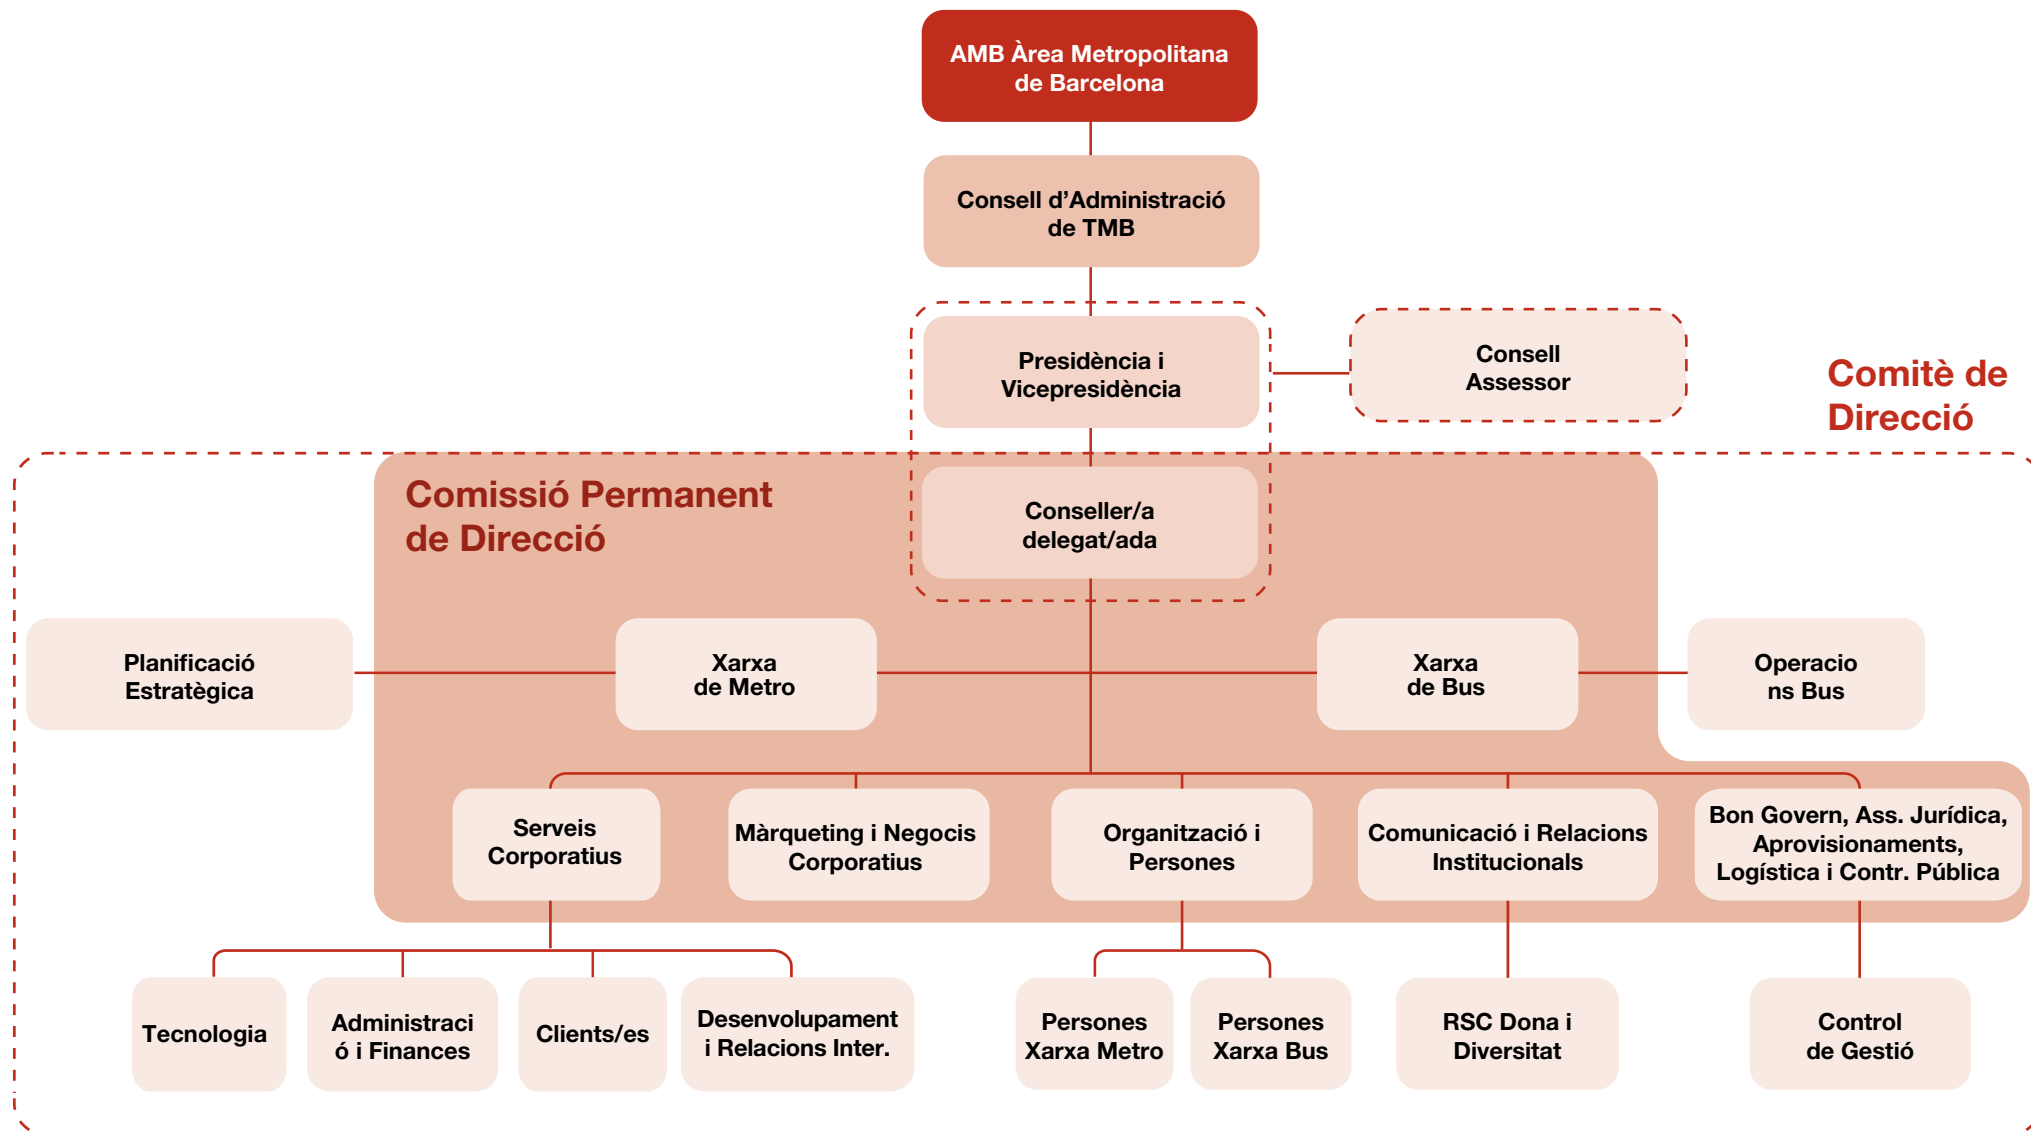 AMB Àrea Metropolitana
de Barcelona
Consell d’Administració
de TMB
Presidència i
Vicepresidència
Consell
Assessor
Comitè de
Direcció
Comissió Permanent
de Direcció
Conseller/a
delegat/ada
Planificació
Estratègica
Xarxa
de Metro
Xarxa
de Bus
Operacio
ns Bus
Serveis
Corporatius
Màrqueting i Negocis
Corporatius
Organització i
Persones
Comunicació i Relacions
Institucionals
Bon Govern, Ass. Jurídica,
Aprovisionaments,
Logística i Contr. Pública
Tecnologia
Administraci
ó i Finances
Clients/es
Desenvolupament
i Relacions Inter.
Persones
Xarxa Metro
Persones
Xarxa Bus
RSC Dona i
Diversitat
Control
de Gestió